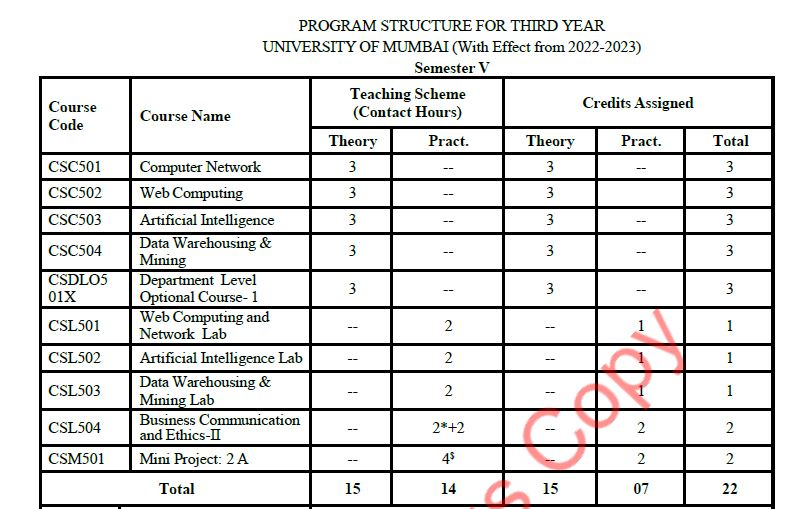 PROGRAM STRUCTURE FOR THIRD YEAR
UNIVERSITY OF MUMBAI (With Effect from 2022-2023)
Semester V
Course Code Course Name Teaching Scheme (Contact Hours) Credits Assigned
Theory Pract. Theory Pract. Total
CSC501 Computer Network 3 -- 3 -- 3
CSC502 Web Computing 3 3 3
CSC503 Artificial Intelligence 3 -- 3 -- 3
CSC504 Data Warehousing & Mining 3 -- 3 -- 3
CSDLO5 01X Department Level Optional Course- 1 3 -- 3 -- 3
CSL501 Web Computing and Network Lab -- 2 -- 1 1
CSL502 Artificial Intelligence Lab -- 2 -- 1 1
CSL503 Data Warehousing & Mining Lab -- 2 -- 1 1
CSL504 Business Communication and Ethics-II -- 2*+2 -- 2 2
CSM501 Mini Project: 2 A -- 4$ -- 2 2
Total 15 14 15 07 22
s Copy